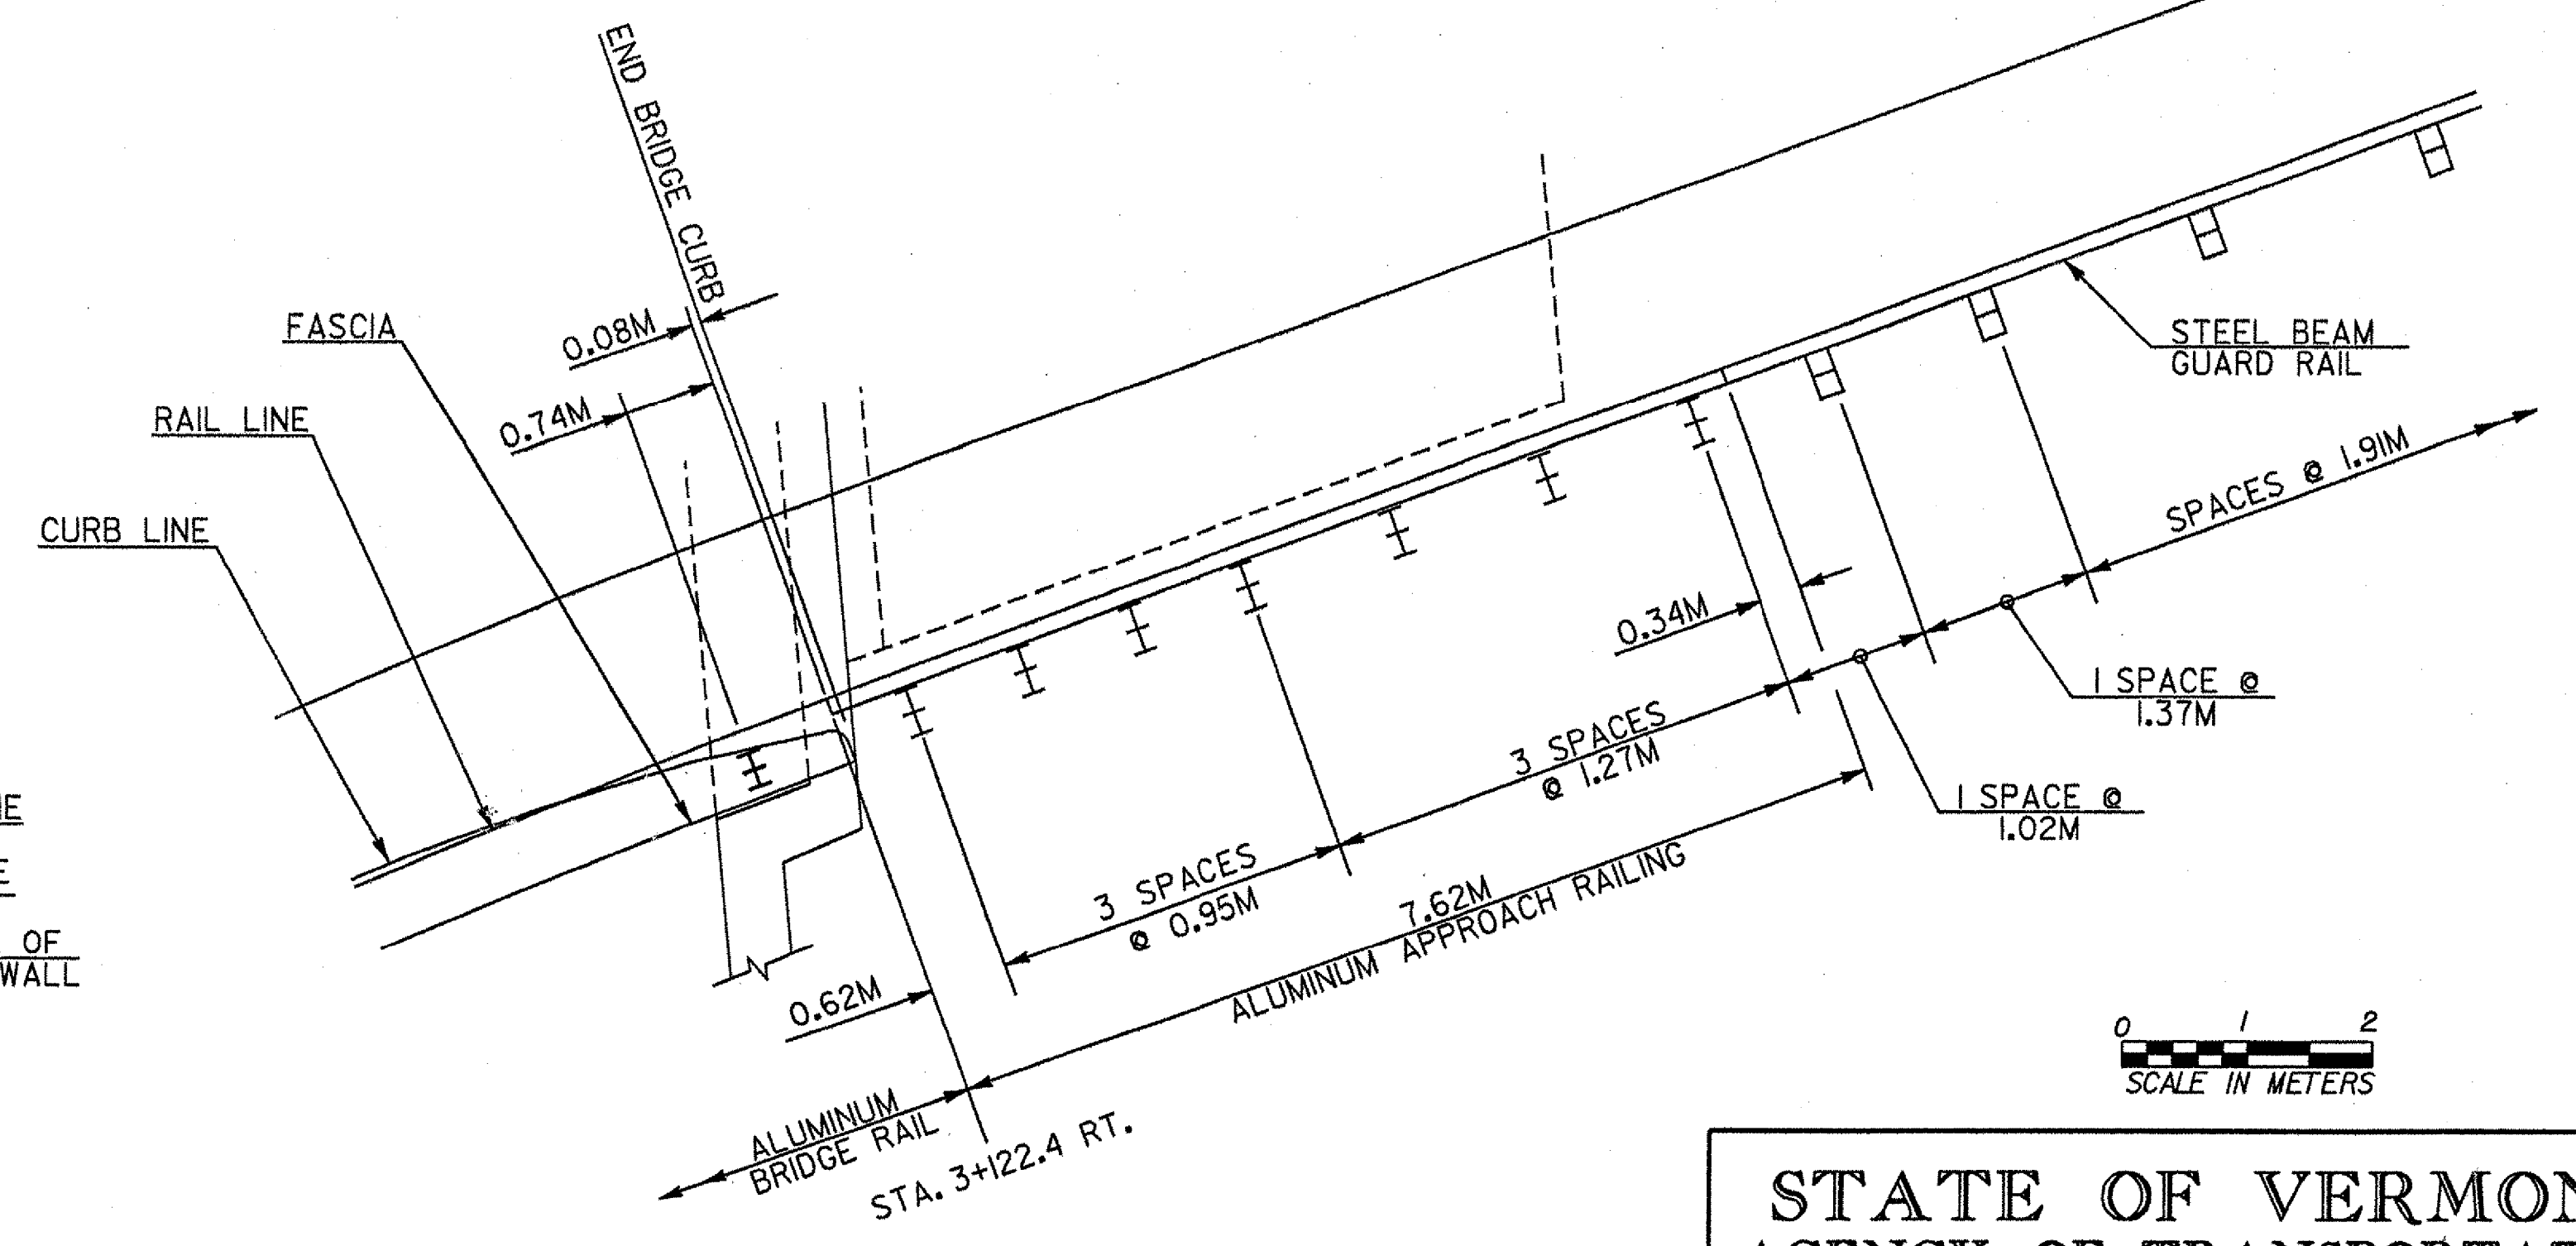 END BRIDGE CURB
FASCIA
0.08M
0.74M
RAIL LINE
CURB LINE
STEEL BEAM
GUARD RAIL
SPACES @ 1.91M
0.34M
1 SPACE @
1.37M
3 SPACES
@ 1.27M
1 SPACE @
1.02M
3 SPACES
@ 0.95M
7.62M
ALUMINUM APPROACH RAILING
0.62M
OF
WALL
ALUMINUM
BRIDGE RAIL
STA. 3+122.4 RT.
0 1 2
SCALE IN METERS
STATE OF VERMON